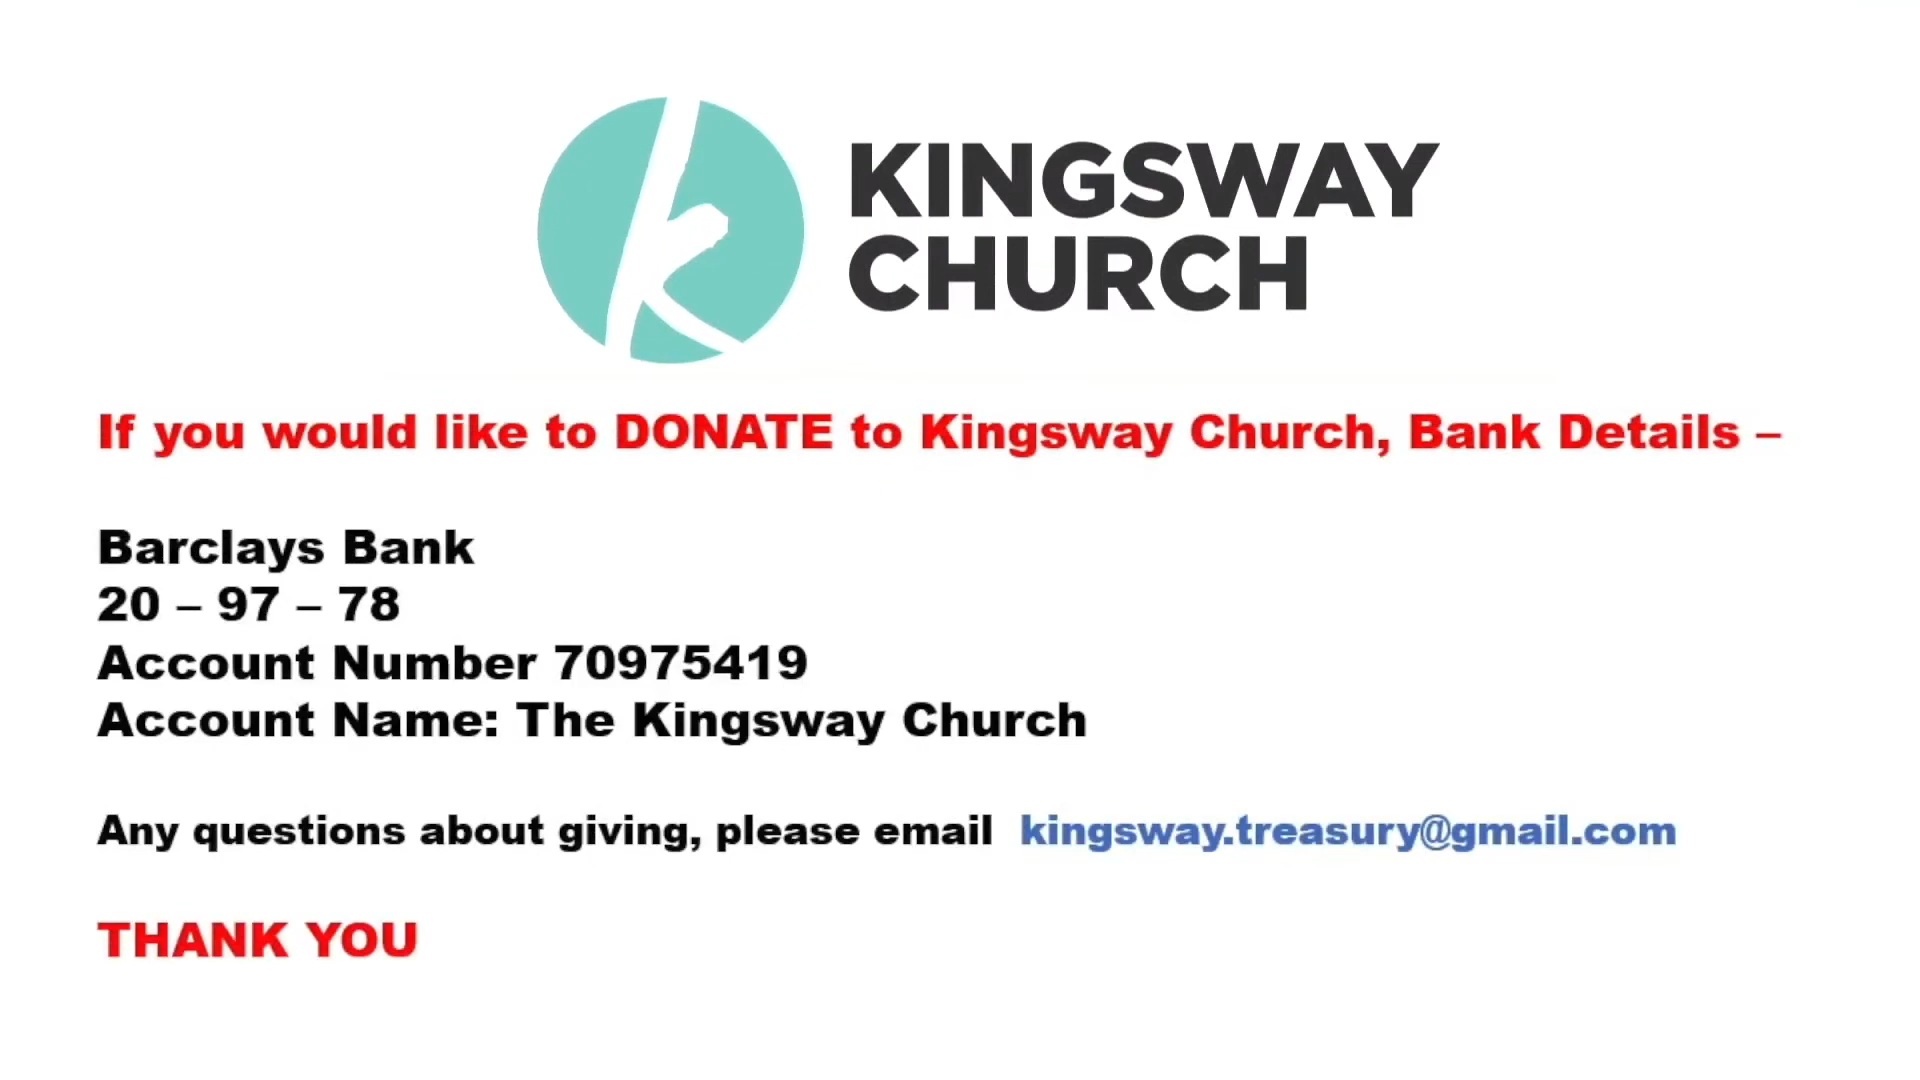 k
KINGSWAY
CHURCH
If you would like to DONATE to Kingsway Church, Bank Details –
Barclays Bank
20 – 97 – 78
Account Number 70975419
Account Name: The Kingsway Church
Any questions about giving, please email kingsway.treasury@gmail.com
THANK YOU